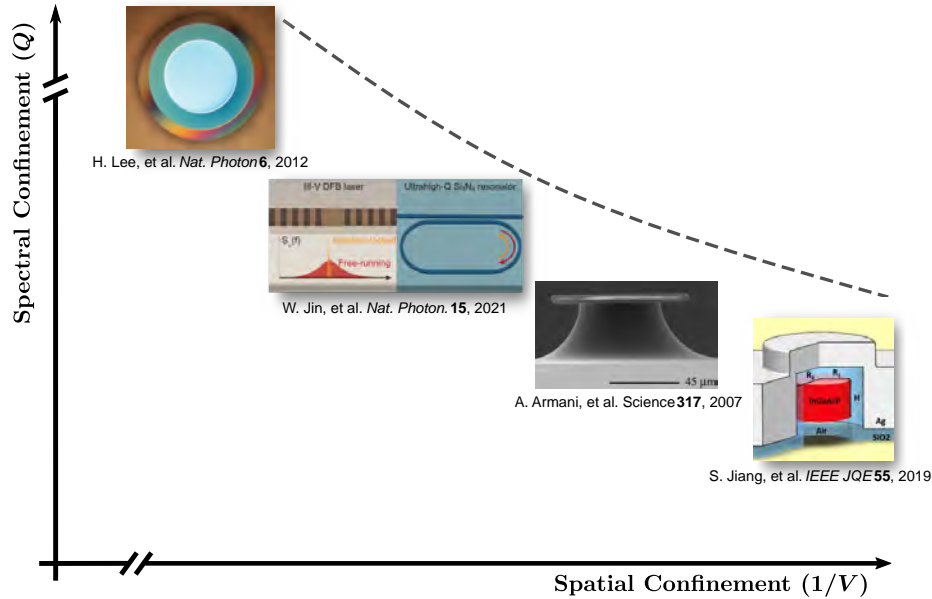 Spectral Confinement (Q)
H. Lee, et al. Nat. Photon 6, 2012
III-V DFB laser
Ultrahigh-Q Si₃N₄ resonator
Sᵥ(f)
Free-running
W. Jin, et al. Nat. Photon. 15, 2021
45 μm
A. Armani, et al. Science 317, 2007
H
InGaAsP
Ag
Air
SiO2
S. Jiang, et al. IEEE JQE 55, 2019
Spatial Confinement (1/V)